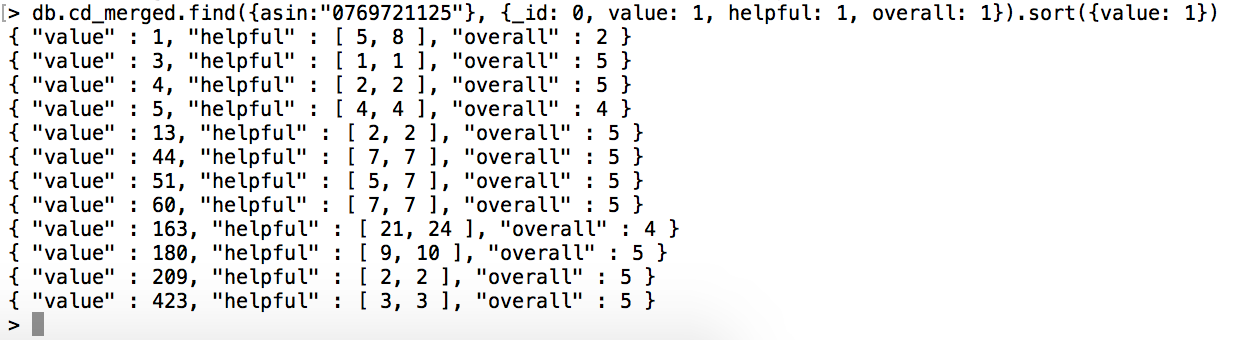 [> db.cd_merged.find({asin:"0769721125"}, {_id: 0, value: 1, helpful: 1, overall: 1}).sort({value: 1})
{ "value" : 1, "helpful" : [ 5, 8 ], "overall" : 2 }
{ "value" : 3, "helpful" : [ 1, 1 ], "overall" : 5 }
{ "value" : 4, "helpful" : [ 2, 2 ], "overall" : 5 }
{ "value" : 5, "helpful" : [ 4, 4 ], "overall" : 4 }
{ "value" : 13, "helpful" : [ 2, 2 ], "overall" : 5 }
{ "value" : 44, "helpful" : [ 7, 7 ], "overall" : 5 }
{ "value" : 51, "helpful" : [ 5, 7 ], "overall" : 5 }
{ "value" : 60, "helpful" : [ 7, 7 ], "overall" : 5 }
{ "value" : 163, "helpful" : [ 21, 24 ], "overall" : 4 }
{ "value" : 180, "helpful" : [ 9, 10 ], "overall" : 5 }
{ "value" : 209, "helpful" : [ 2, 2 ], "overall" : 5 }
{ "value" : 423, "helpful" : [ 3, 3 ], "overall" : 5 }
>